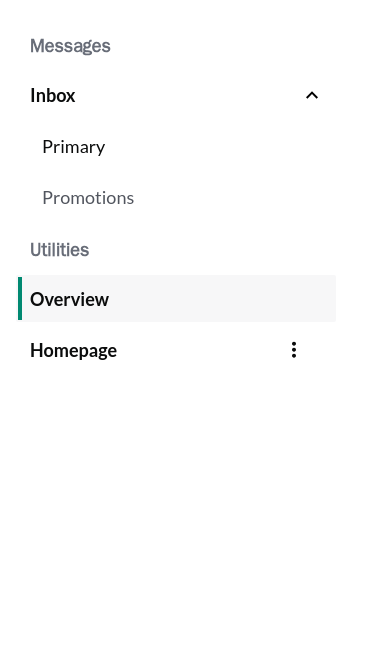 Messages
Inbox
Primary
Promotions
Utilities
Overview
Homepage